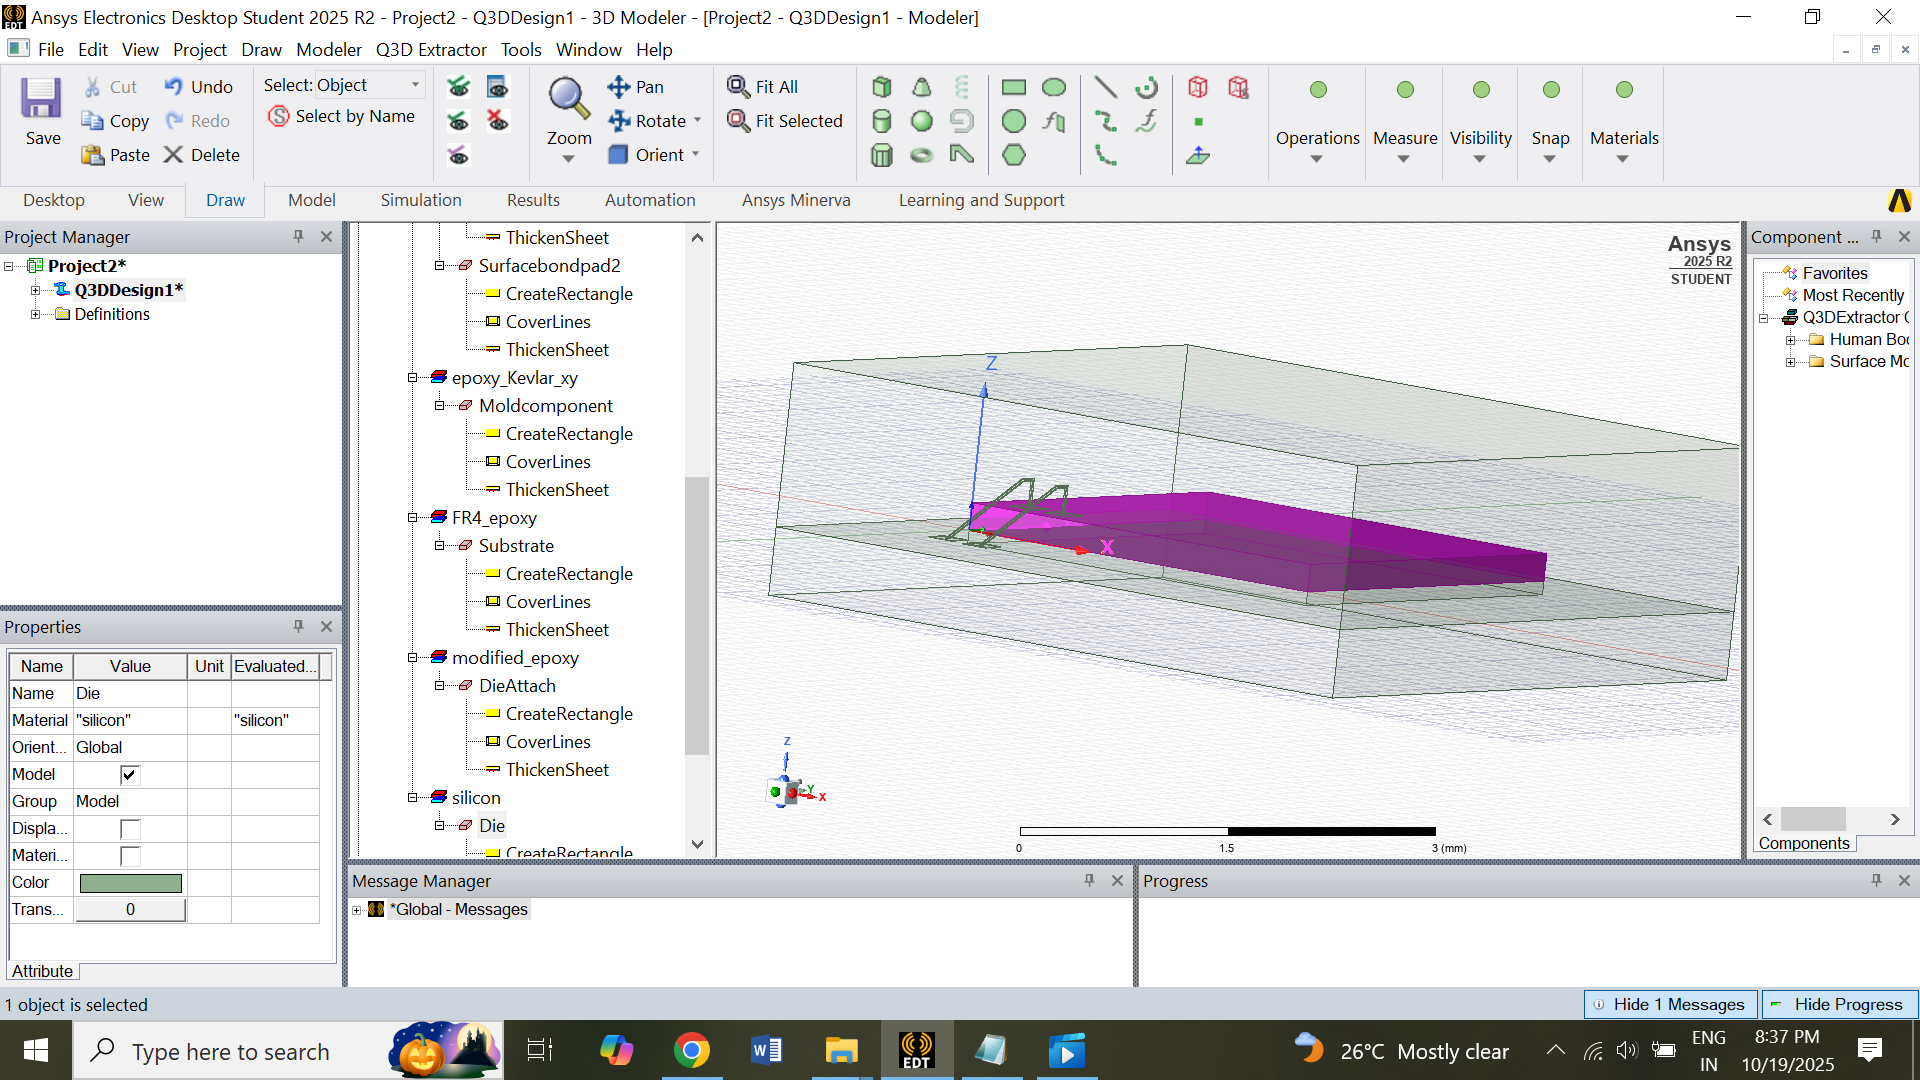 Ansys Electronics Desktop Student 2025 R2 - Project2 - Q3DDesign1 - 3D Modeler - [Project2 - Q3DDesign1 - Modeler]
File Edit View Project Draw Modeler Q3D Extractor Tools Window Help
Save
Cut
Copy
Paste
Undo
Redo
Delete
Select: Object
Select by Name
Zoom
Pan
Rotate
Orient
Fit All
Fit Selected
Operations
Measure
Visibility
Snap
Materials
Desktop View Draw Model Simulation Results Automation Ansys Minerva Learning and Support
Project Manager
Project2*
Q3DDesign1*
Definitions
Properties
Name Value Unit Evaluated...
Name Die
Material "silicon" "silicon"
Orient... Global
Model
Group Model
Displa...
Materi...
Color
Trans... 0
Attribute
ThickenSheet
Surfacebondpad2
CreateRectangle
CoverLines
ThickenSheet
epoxy_Kevlar_xy
Moldcomponent
CreateRectangle
CoverLines
ThickenSheet
FR4_epoxy
Substrate
CreateRectangle
CoverLines
ThickenSheet
modified_epoxy
DieAttach
CreateRectangle
CoverLines
ThickenSheet
silicon
Die
CreateRectangle
Ansys
2025 R2
STUDENT
Z
X
Z
Y
X
0 1.5 3 (mm)
Component ...
Favorites
Most Recently
Q3DExtractor
Human Boc
Surface Mc
Components
Message Manager
*Global - Messages
Progress
1 object is selected
Hide 1 Messages
Hide Progress
Type here to search
EDT
26°C Mostly clear
ENG
IN
8:37 PM
10/19/2025